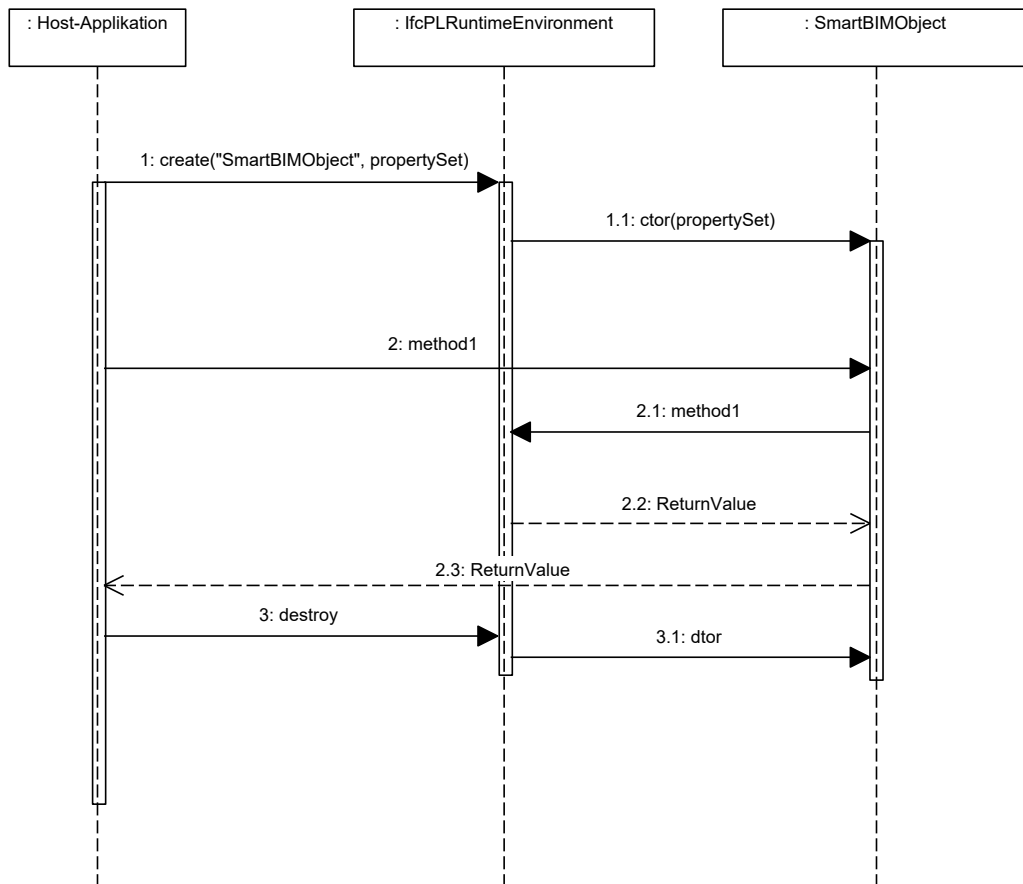 : Host-Applikation
: IfcPLRuntimeEnvironment
: SmartBIMObject
1: create("SmartBIMObject", propertySet)
1.1: ctor(propertySet)
2: method1
2.1: method1
2.2: ReturnValue
2.3: ReturnValue
3: destroy
3.1: dtor